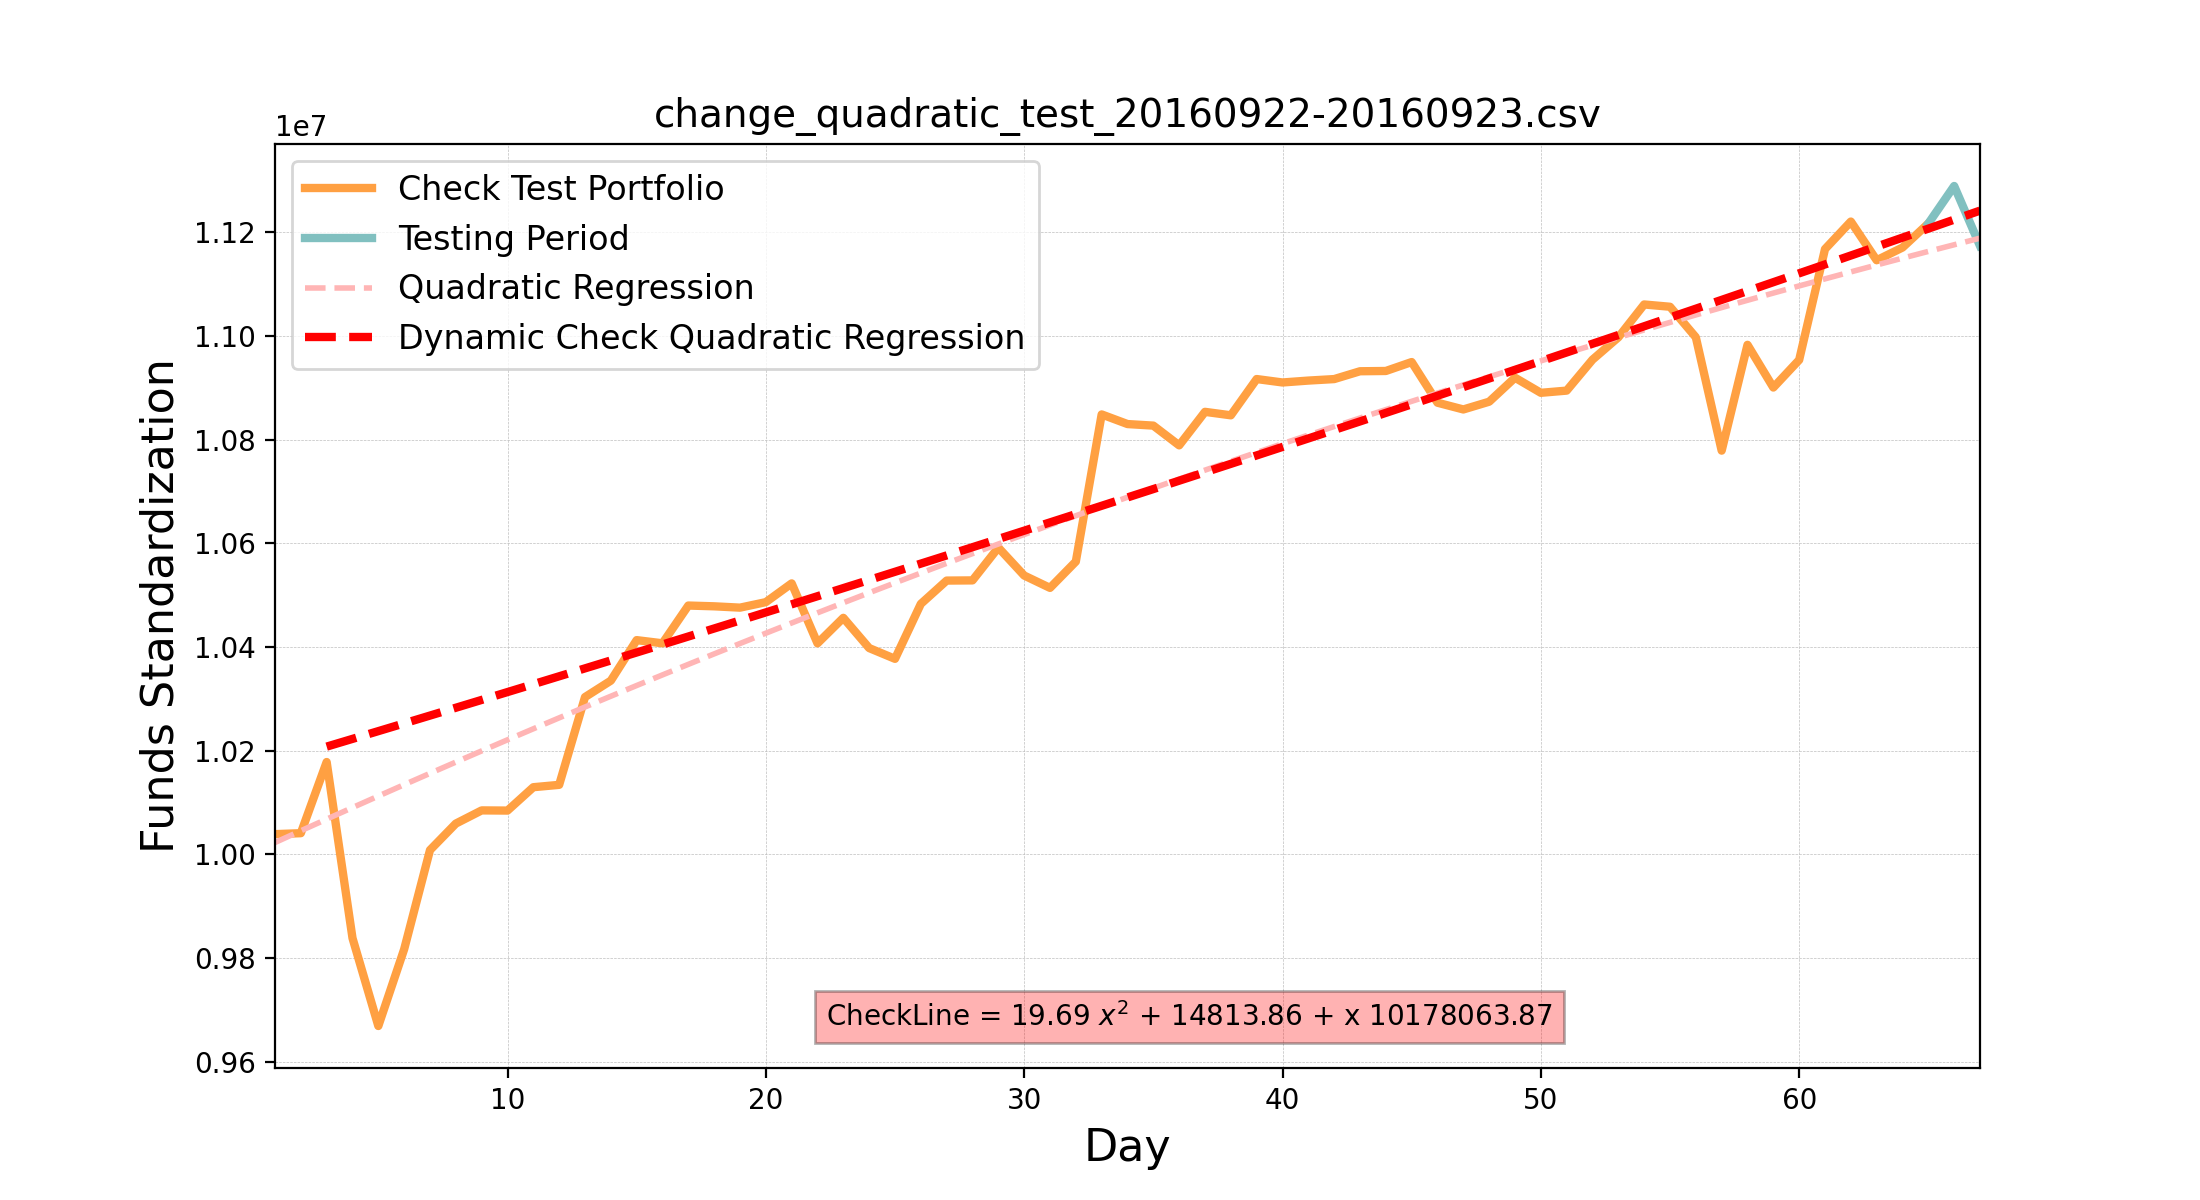 change_quadratic_test_20160922-20160923.csv
1e7
Check Test Portfolio
Testing Period
Quadratic Regression
Dynamic Check Quadratic Regression
1.12
1.10
1.08
1.06
1.04
1.02
1.00
0.98
0.96
Funds Standardization
CheckLine = 19.69 x² + 14813.86 + x 10178063.87
10 20 30 40 50 60
Day